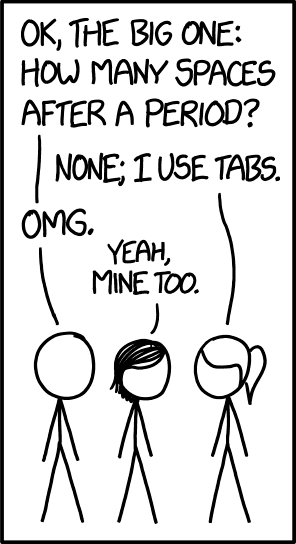 OK, THE BIG ONE:
HOW MANY SPACES
AFTER A PERIOD?
NONE; I USE TABS.
OMG.
YEAH,
MINE TOO.